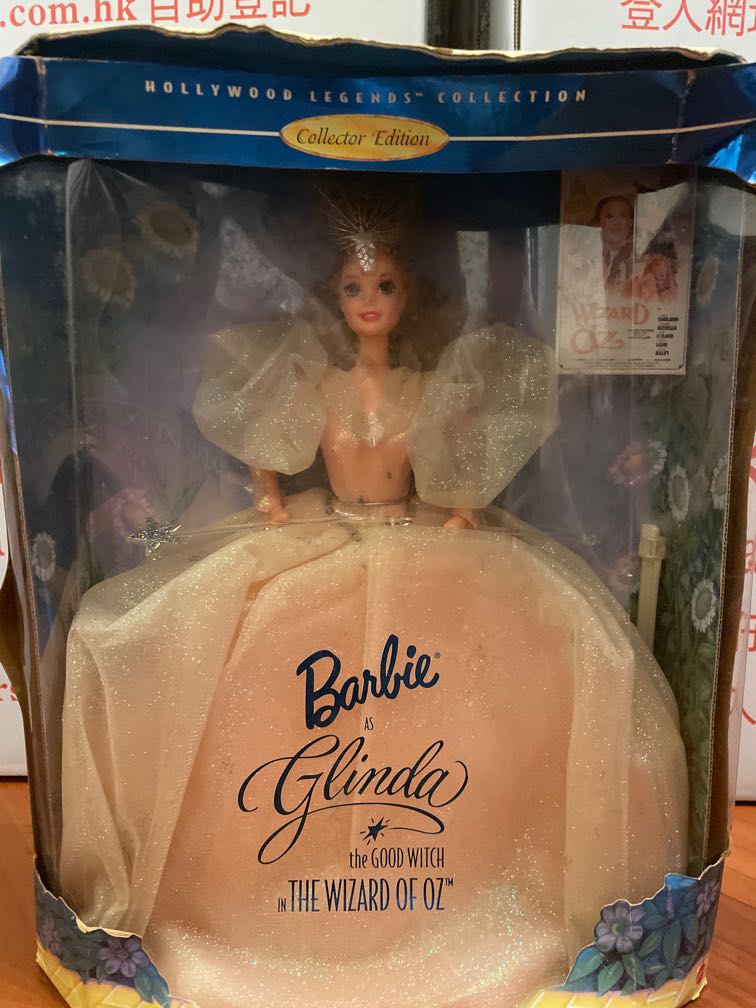 .com.hk 自助登記
登入網
HOLLYWOOD LEGENDS™ COLLECTION
Collector Edition
WIZARD
OF
OZ
GARLAND
MORGAN
LAHR
HALEY
Barbie®
AS
Glinda
the GOOD WITCH
IN THE WIZARD OF OZ™